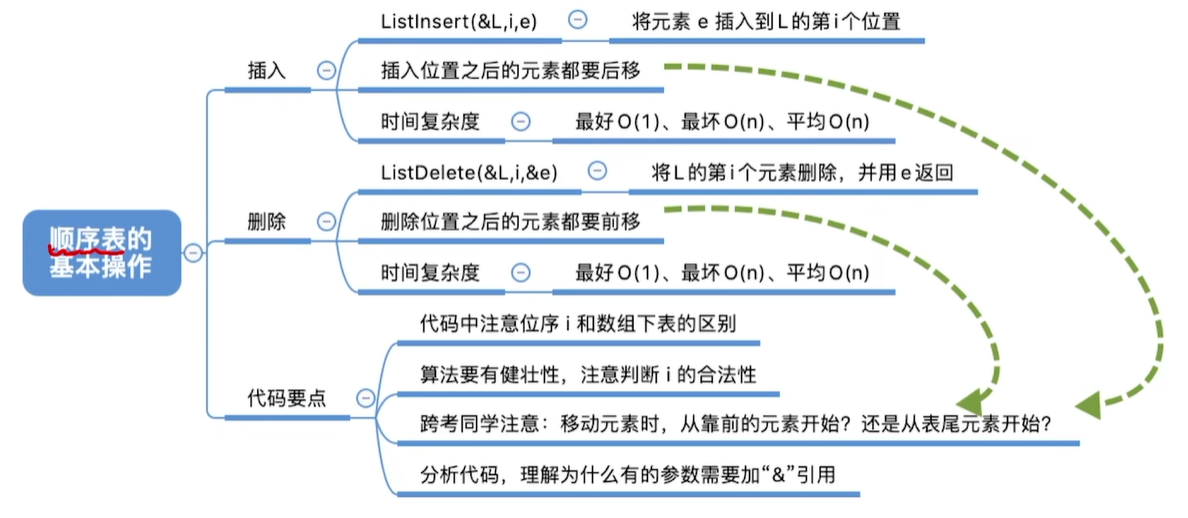 顺序表的
基本操作
插入
ListInsert(&L,i,e)
将元素 e 插入到L的第i个位置
插入位置之后的元素都要后移
时间复杂度
最好O(1)、最坏O(n)、平均O(n)
删除
ListDelete(&L,i,&e)
将L的第i个元素删除，并用e返回
删除位置之后的元素都要前移
时间复杂度
最好O(1)、最坏O(n)、平均O(n)
代码要点
代码中注意位序 i 和数组下表的区别
算法要有健壮性，注意判断 i 的合法性
跨考同学注意：移动元素时，从靠前的元素开始？还是从表尾元素开始？
分析代码，理解为什么有的参数需要加“&”引用